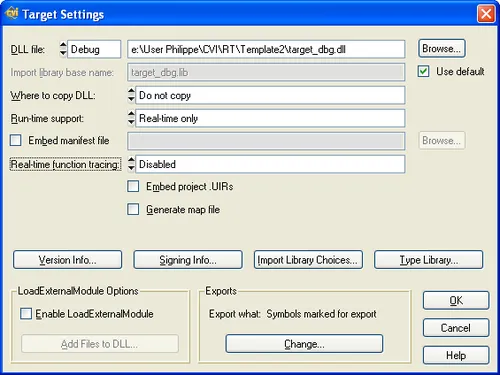 CVI Target Settings
DLL file: Debug e:\User Philippe\CVI\RT\Template2\target_dbg.dll Browse...
Import library base name: target_dbg.lib Use default
Where to copy DLL: Do not copy
Run-time support: Real-time only
Embed manifest file Browse...
Real-time function tracing: Disabled
Embed project .UIRs
Generate map file
Version Info... Signing Info... Import Library Choices... Type Library...
LoadExternalModule Options Exports
Enable LoadExternalModule Export what: Symbols marked for export
Add Files to DLL... Change...
OK
Cancel
Help